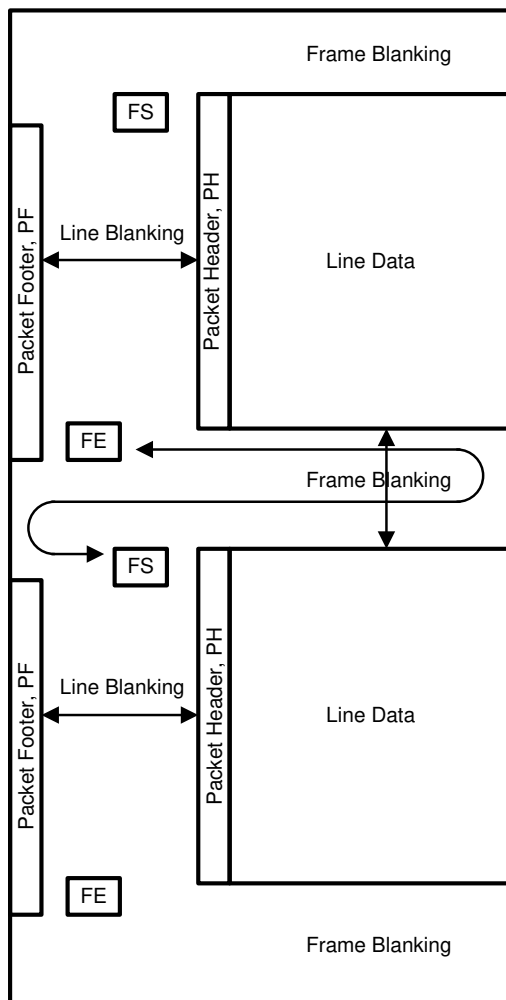 Frame Blanking
FS
Packet Footer, PF
Line Blanking
Packet Header, PH
Line Data
FE
Frame Blanking
FS
Packet Footer, PF
Line Blanking
Packet Header, PH
Line Data
FE
Frame Blanking